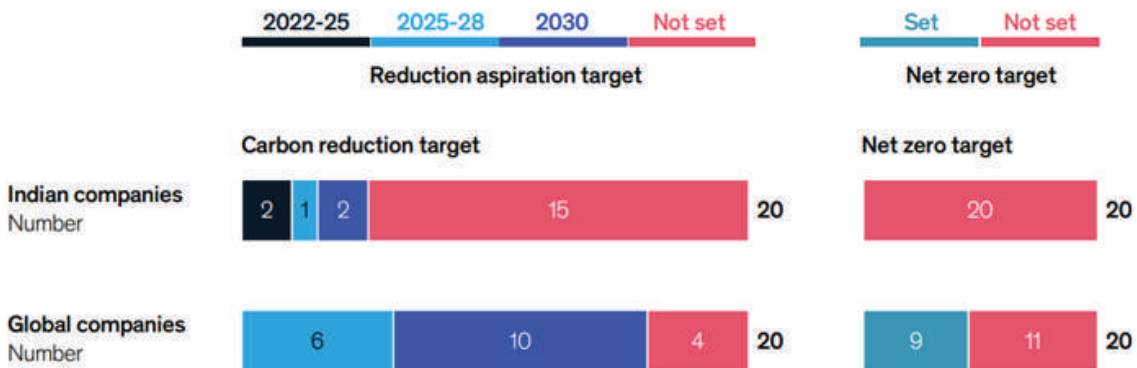 2022-25 2025-28 2030 Not set Set Not set
Reduction aspiration target Net zero target
Carbon reduction target Net zero target
Indian companies
Number
2 1 2 15 20 20 20
Global companies
Number
6 10 4 20 9 11 20